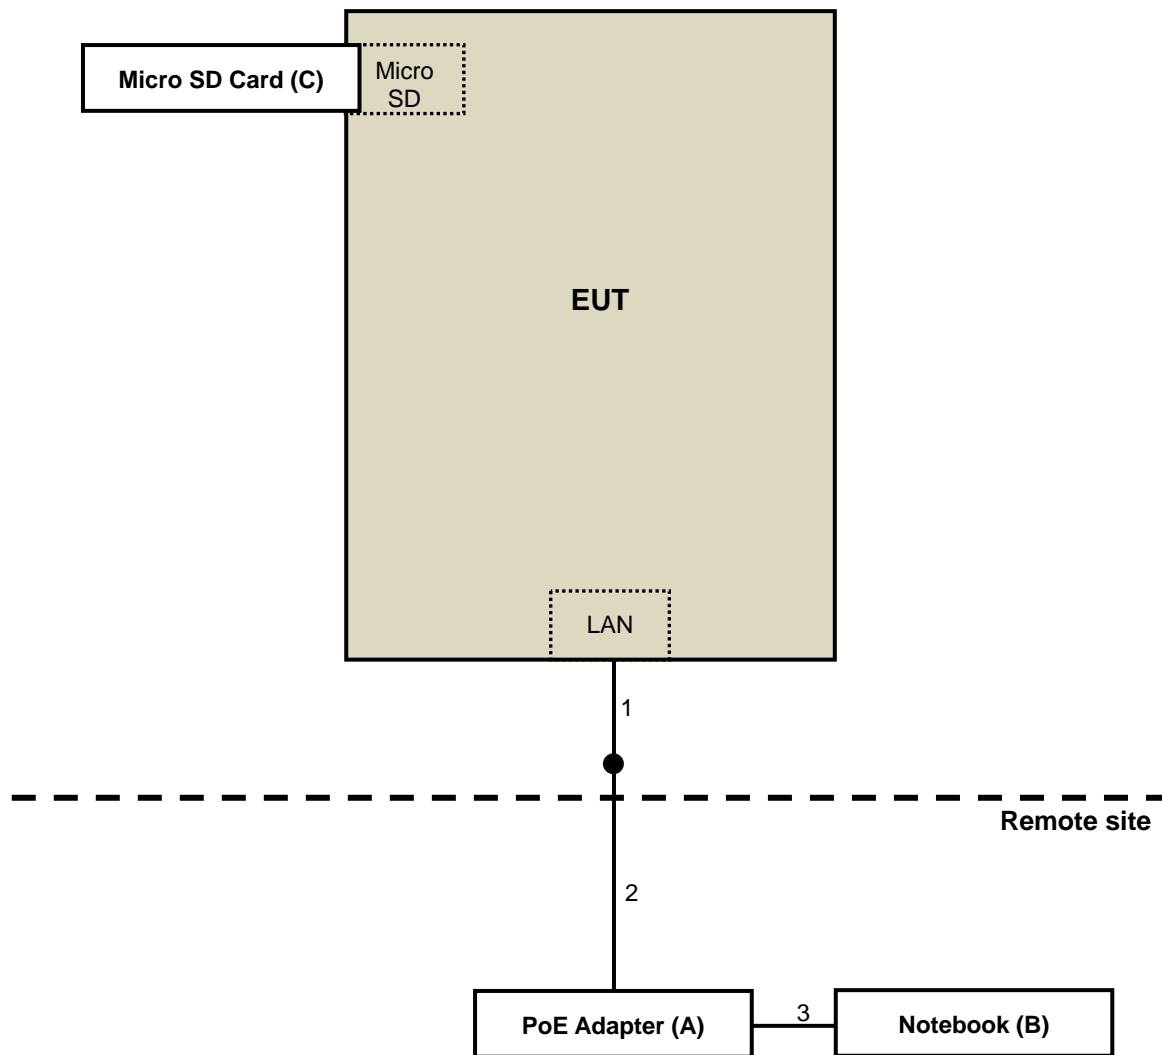 Micro SD Card (C)
Micro
SD
EUT
LAN
1
Remote site
2
PoE Adapter (A)
3
Notebook (B)